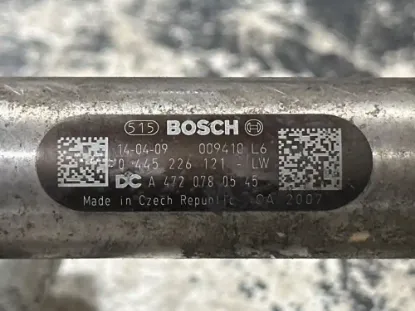 515 BOSCH
14-04-09 009410 L6
0 445 226 121 - LW
DC A 472 078 05 45
Made in Czech Republic CA 2007